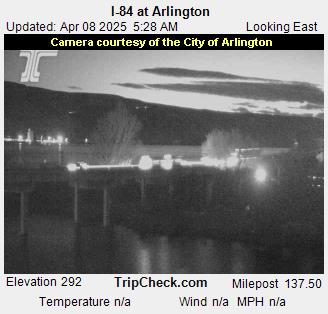 I-84 at Arlington
Updated: Apr 08 2025 5:28 AM Looking East
Camera courtesy of the City of Arlington
Elevation 292 TripCheck.com Milepost 137.50
Temperature n/a Wind n/a MPH n/a